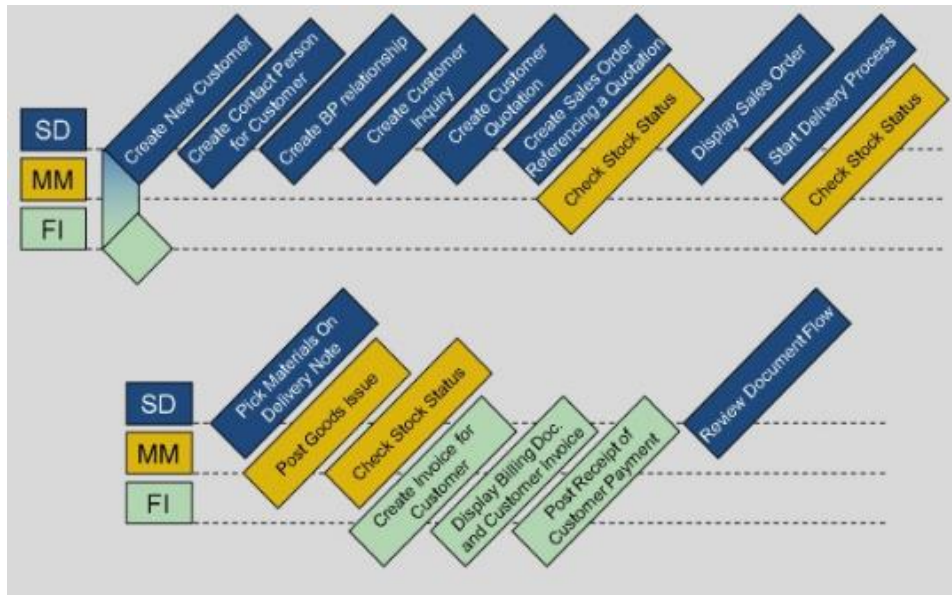 SD
MM
FI
Create New Customer
Create Contact Person
for Customer
Create BP relationship
Create Customer
Inquiry
Create Customer
Quotation
Create Sales Order
Referencing a Quotation
Check Stock Status
Display Sales Order
Start Delivery Process
Check Stock Status
SD
MM
FI
Pick Materials On
Delivery Note
Post Goods Issue
Check Stock Status
Create Invoice for
Customer
Display Billing Doc.
and Customer Invoice
Post Receipt of
Customer Payment
Review Document Flow